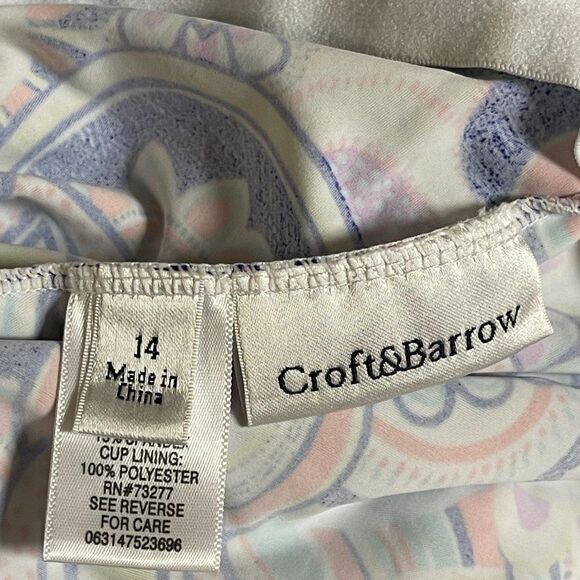 14
Made in
China
CUP LINING:
100% POLYESTER
RN#73277
SEE REVERSE
FOR CARE
063147523696
Croft&Barrow